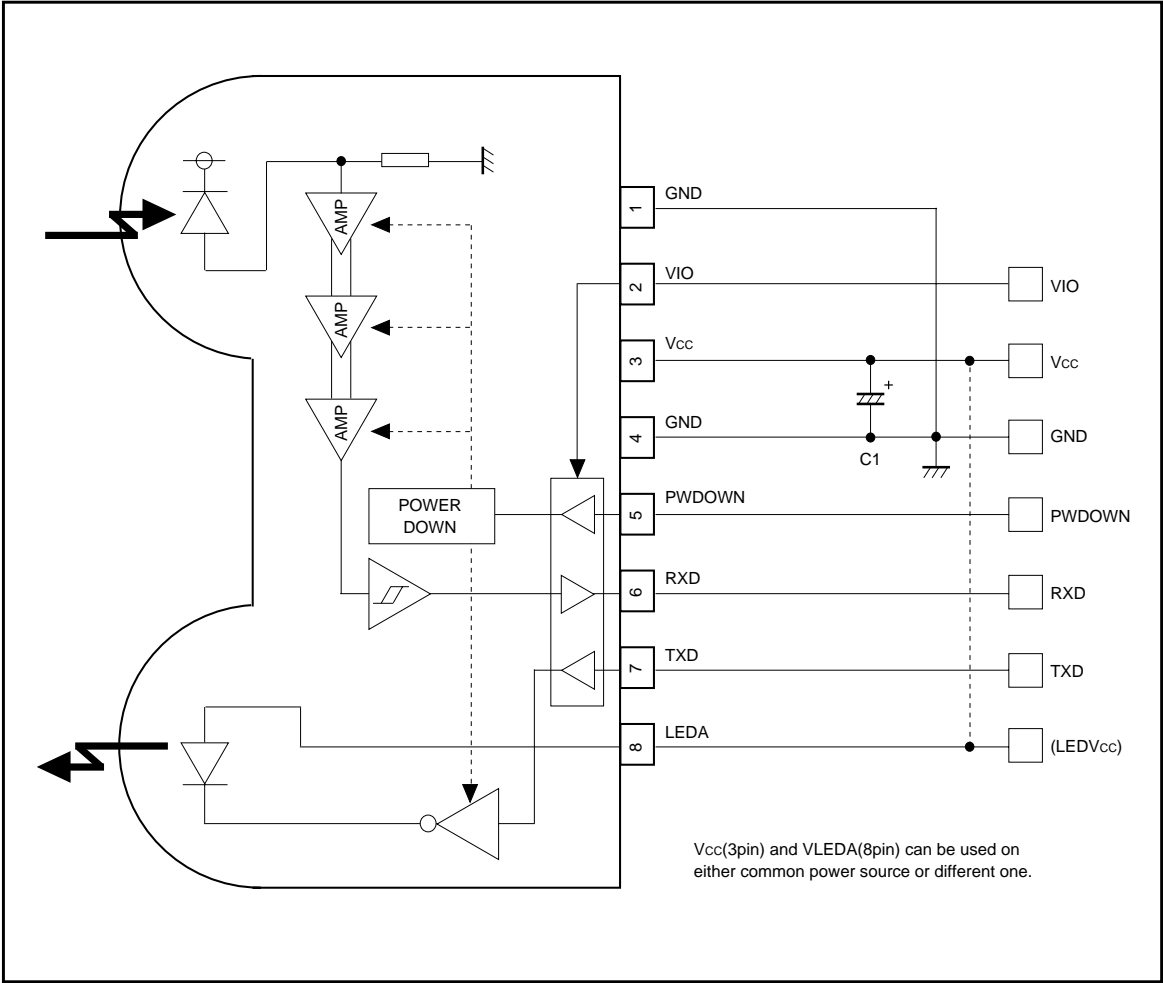 AMP
AMP
AMP
POWER
DOWN
1
GND
2
VIO
VIO
3
Vcc
Vcc
+
4
GND
GND
C1
5
PWDOWN
PWDOWN
6
RXD
RXD
7
TXD
TXD
8
LEDA
(LEDVcc)
Vcc(3pin) and VLEDA(8pin) can be used on
either common power source or different one.